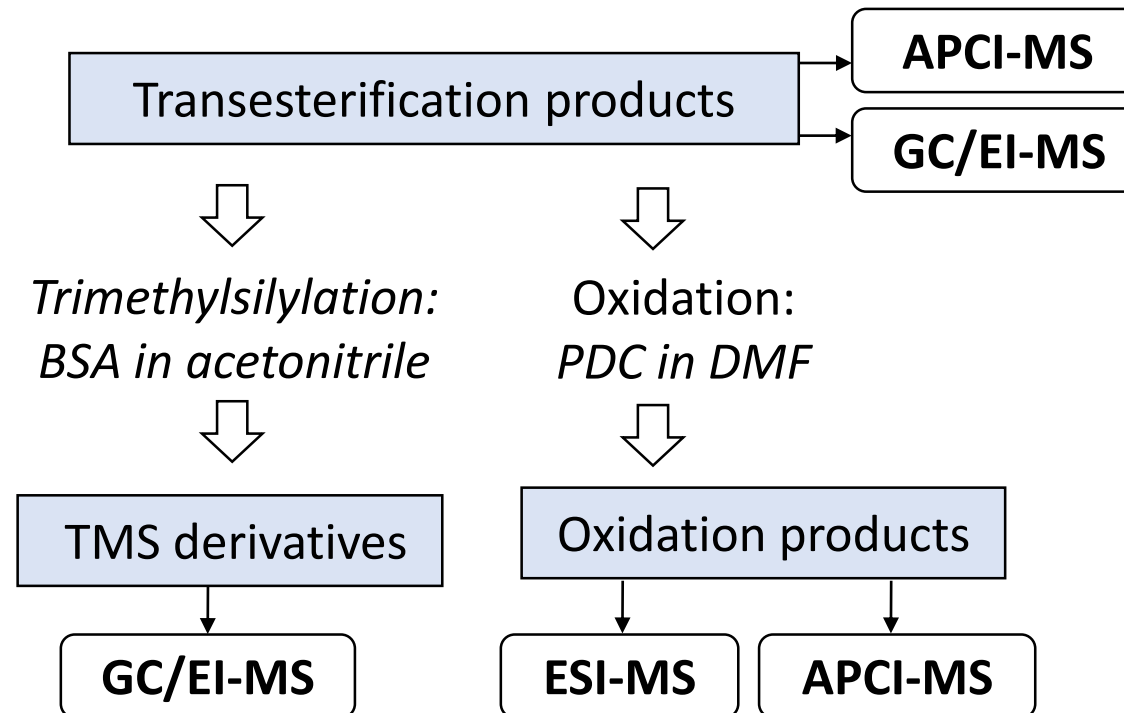 APCI-MS
Transesterification products
GC/EI-MS
Trimethylsilylation:
BSA in acetonitrile
Oxidation:
PDC in DMF
TMS derivatives
Oxidation products
GC/EI-MS
ESI-MS
APCI-MS